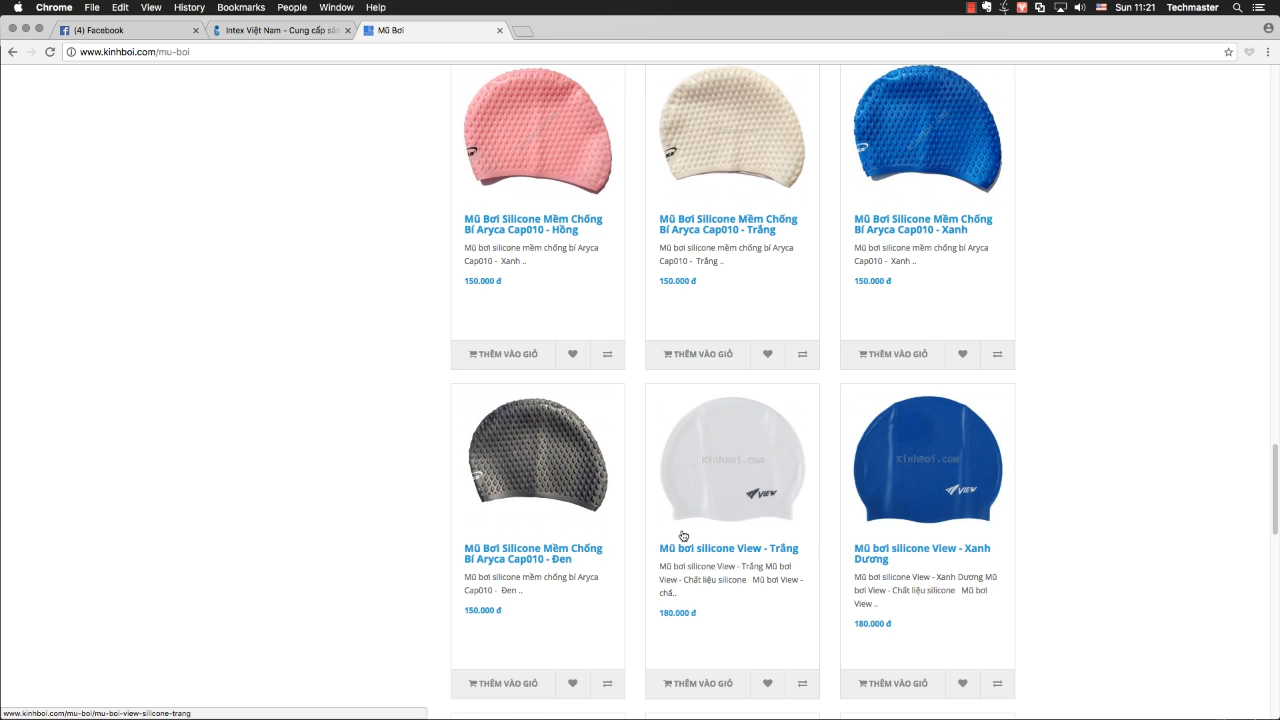 Chrome File Edit View History Bookmarks People Window Help Sun 11:21 Techmaster
(4) Facebook Intex Việt Nam - Cung cấp sản Mũ Bơi
www.kinhboi.com/mu-boi
Mũ Bơi Silicone Mềm Chống
Bí Aryca Cap010 - Hồng
Mũ bơi silicone mềm chống bí Aryca
Cap010 - Xanh ..
150.000 đ
THÊM VÀO GIỎ
Mũ Bơi Silicone Mềm Chống
Bí Aryca Cap010 - Trắng
Mũ bơi silicone mềm chống bí Aryca
Cap010 - Trắng ..
150.000 đ
THÊM VÀO GIỎ
Mũ Bơi Silicone Mềm Chống
Bí Aryca Cap010 - Xanh
Mũ bơi silicone mềm chống bí Aryca
Cap010 - Xanh ..
150.000 đ
THÊM VÀO GIỎ
Mũ Bơi Silicone Mềm Chống
Bí Aryca Cap010 - Đen
Mũ bơi silicone mềm chống bí Aryca
Cap010 - Đen ..
150.000 đ
THÊM VÀO GIỎ
KinhBoi.com
VIEW
Mũ bơi silicone View - Trắng
Mũ bơi silicone View - Trắng Mũ bơi
View - Chất liệu silicone Mũ bơi View -
chấ..
180.000 đ
THÊM VÀO GIỎ
KinhBoi.com
VIEW
Mũ bơi silicone View - Xanh
Dương
Mũ bơi silicone View - Xanh Dương Mũ
bơi View - Chất liệu silicone Mũ bơi
View ..
180.000 đ
THÊM VÀO GIỎ
www.kinhboi.com/mu-boi/mu-boi-view-silicone-trang